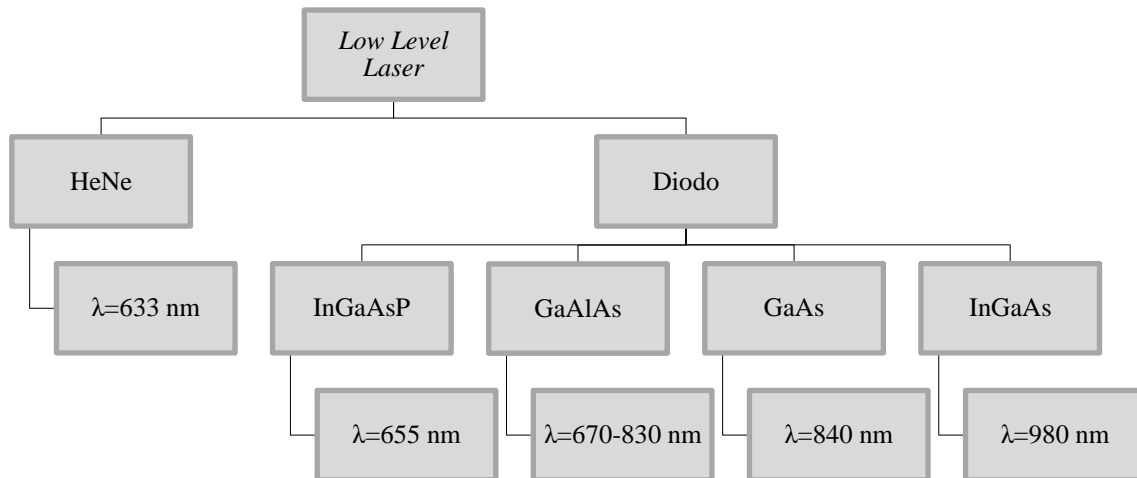 Low Level
Laser
HeNe
Diodo
λ=633 nm
InGaAsP
GaAlAs
GaAs
InGaAs
λ=655 nm
λ=670-830 nm
λ=840 nm
λ=980 nm